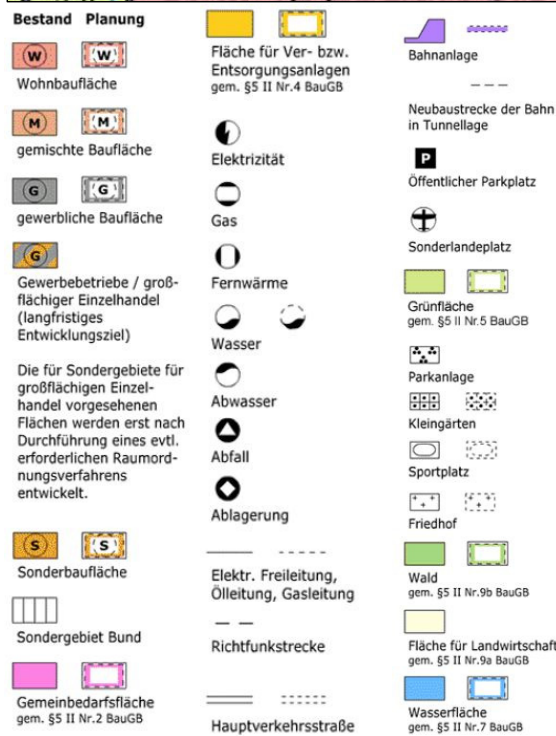 Bestand Planung
W W
Wohnbaufläche
M M
gemischte Baufläche
G G
gewerbliche Baufläche
G
Gewerbebetriebe / groß-
flächiger Einzelhandel
(langfristiges
Entwicklungsziel)
Die für Sondergebiete für
großflächigen Einzel-
handel vorgesehenen
Flächen werden erst nach
Durchführung eines evtl.
erforderlichen Raumord-
nungsverfahrens
entwickelt.
S S
Sonderbaufläche
Sondergebiet Bund
Gemeinbedarfsfläche
gem. §5 II Nr.2 BauGB
Fläche für Ver- bzw.
Entsorgungsanlagen
gem. §5 II Nr.4 BauGB
Elektrizität
Gas
Fernwärme
Wasser
Abwasser
Abfall
Ablagerung
Elektr. Freileitung,
Ölleitung, Gasleitung
Richtfunkstrecke
Hauptverkehrsstraße
Bahnanlage
Neubaustrecke der Bahn
in Tunnellage
P
Öffentlicher Parkplatz
Sonderlandeplatz
Grünfläche
gem. §5 II Nr.5 BauGB
Parkanlage
Kleingärten
Sportplatz
Friedhof
Wald
gem. §5 II Nr.9b BauGB
Fläche für Landwirtschaft
gem. §5 II Nr.9a BauGB
Wasserfläche
gem. §5 II Nr.7 BauGB